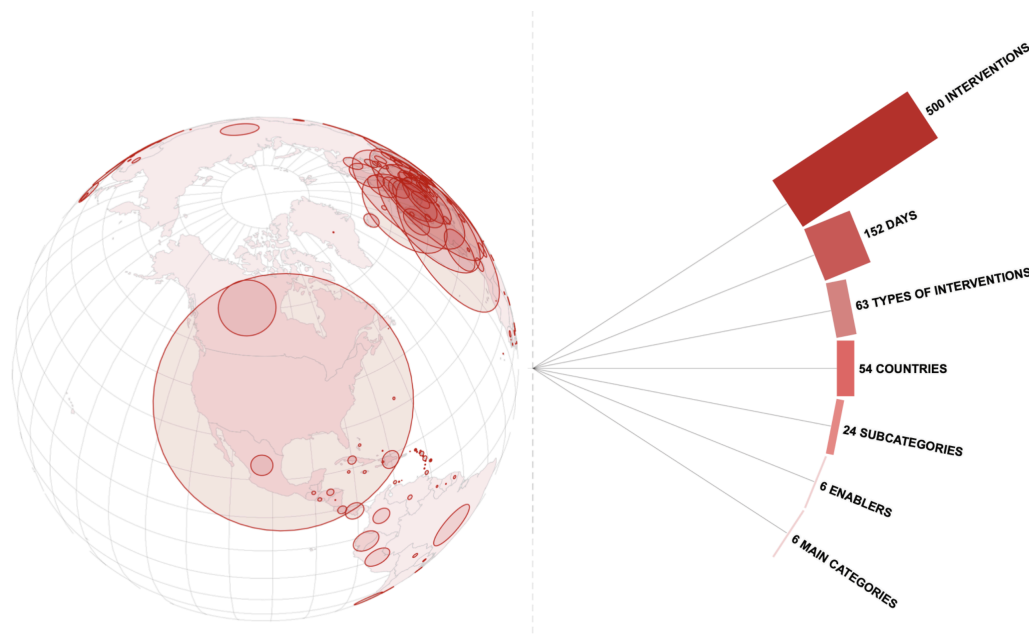 500 INTERVENTIONS
152 DAYS
63 TYPES OF INTERVENTIONS
54 COUNTRIES
24 SUBCATEGORIES
6 ENABLERS
6 MAIN CATEGORIES